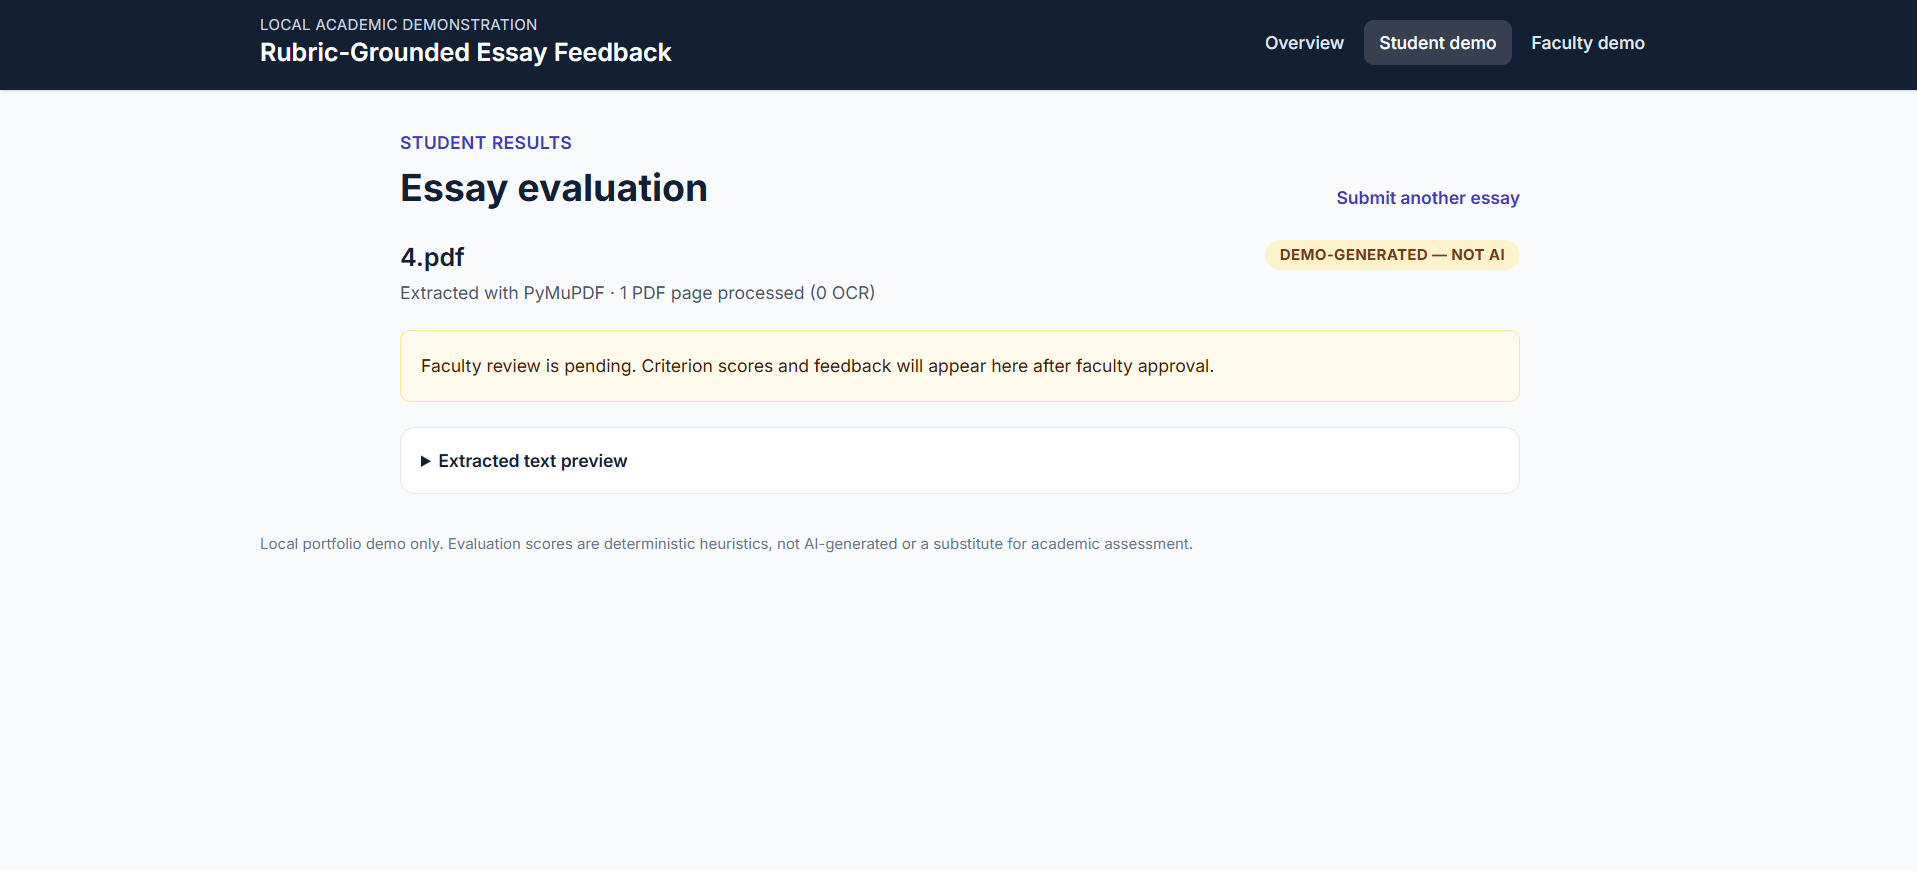 LOCAL ACADEMIC DEMONSTRATION
Rubric-Grounded Essay Feedback
Overview
Student demo
Faculty demo
STUDENT RESULTS
Essay evaluation
Submit another essay
4.pdf
DEMO-GENERATED — NOT AI
Extracted with PyMuPDF · 1 PDF page processed (0 OCR)
Faculty review is pending. Criterion scores and feedback will appear here after faculty approval.
Extracted text preview
Local portfolio demo only. Evaluation scores are deterministic heuristics, not AI-generated or a substitute for academic assessment.